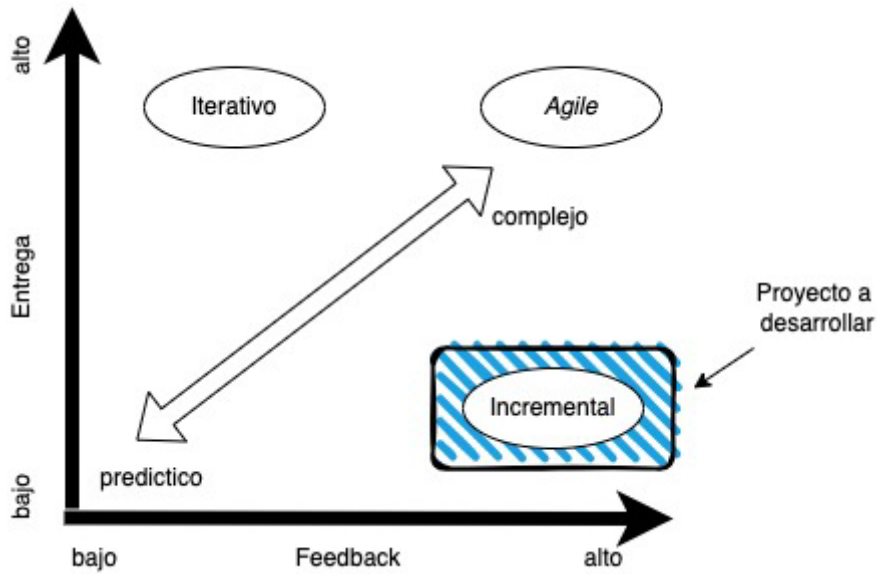 alto
Iterativo
Agile
complejo
Entrega
Proyecto a
desarrollar
Incremental
predictico
bajo
bajo
Feedback
alto